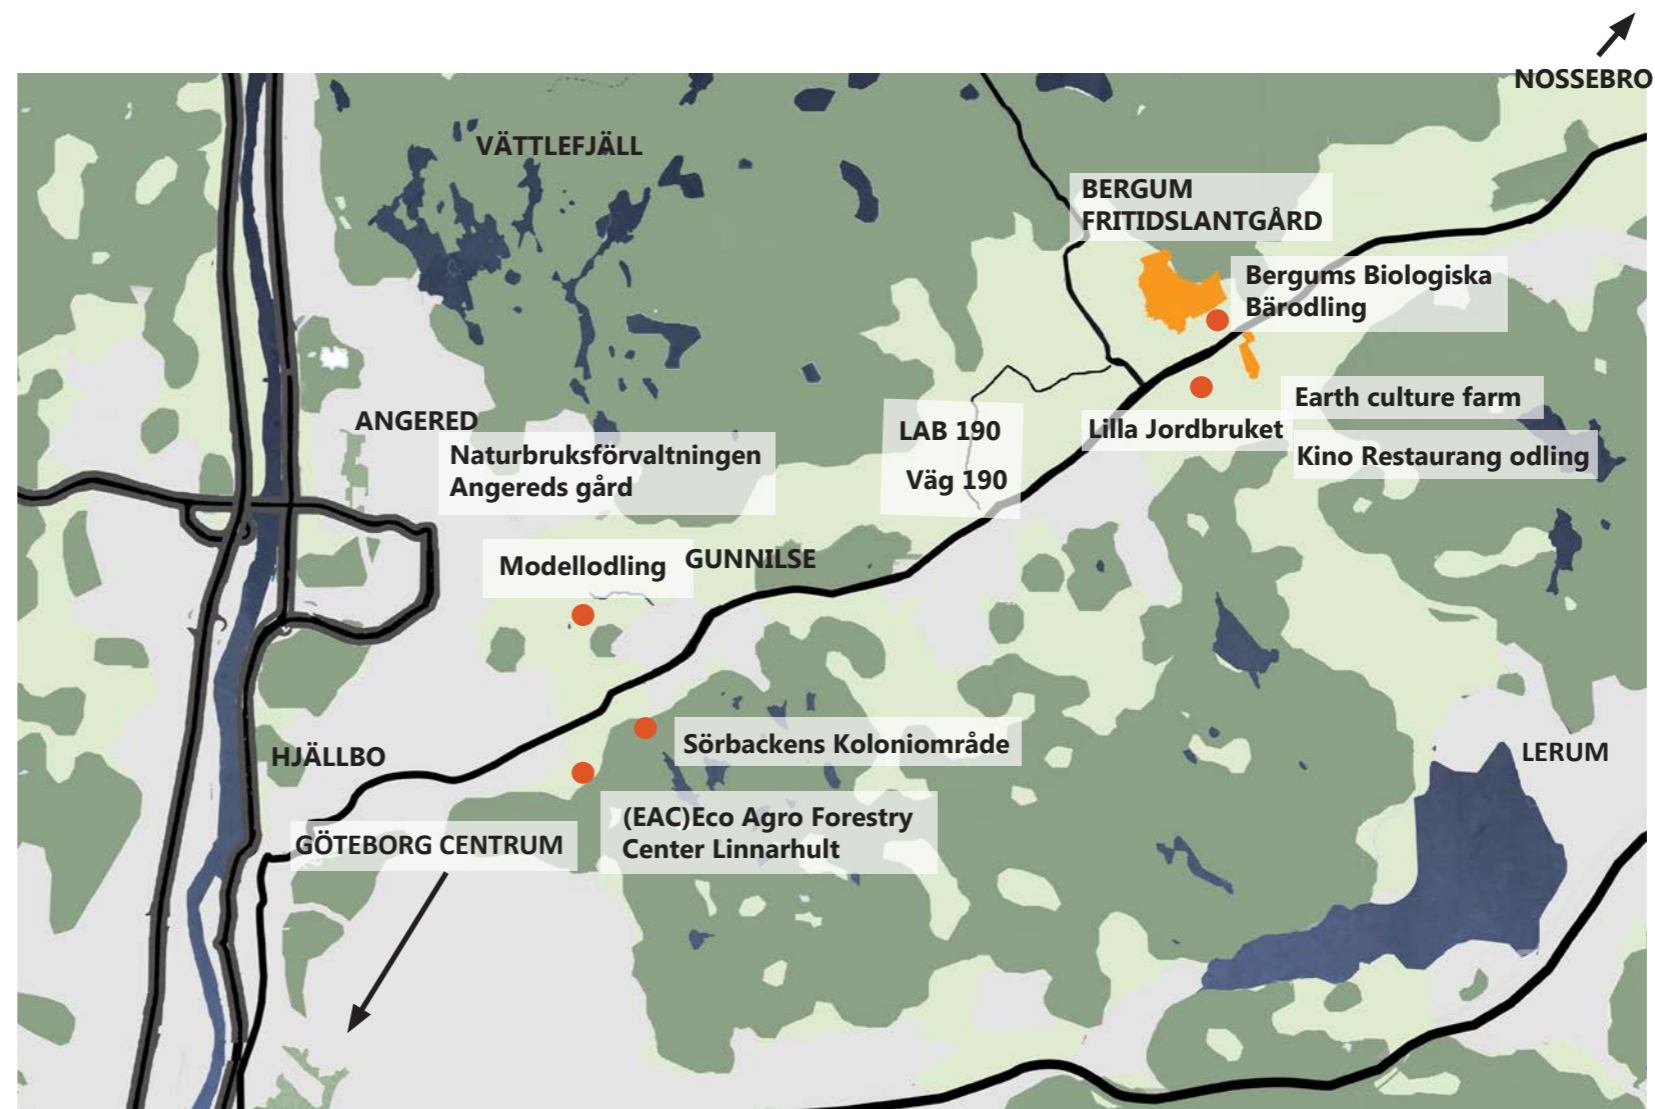 NOSSEBRO
VÄTTLEFJÄLL
BERGUM
FRITIDSLANTGÅRD
Bergums Biologiska
Bärodling
Earth culture farm
ANGERED
Naturbruksförvaltningen
Angereds gård
LAB 190
Väg 190
Lilla Jordbruket
Kino Restaurang odling
Modellodling
GUNNILSE
Sörbackens Koloniområde
HJÄLLBO
LERUM
(EAC)Eco Agro Forestry
Center Linnarhult
GÖTEBORG CENTRUM